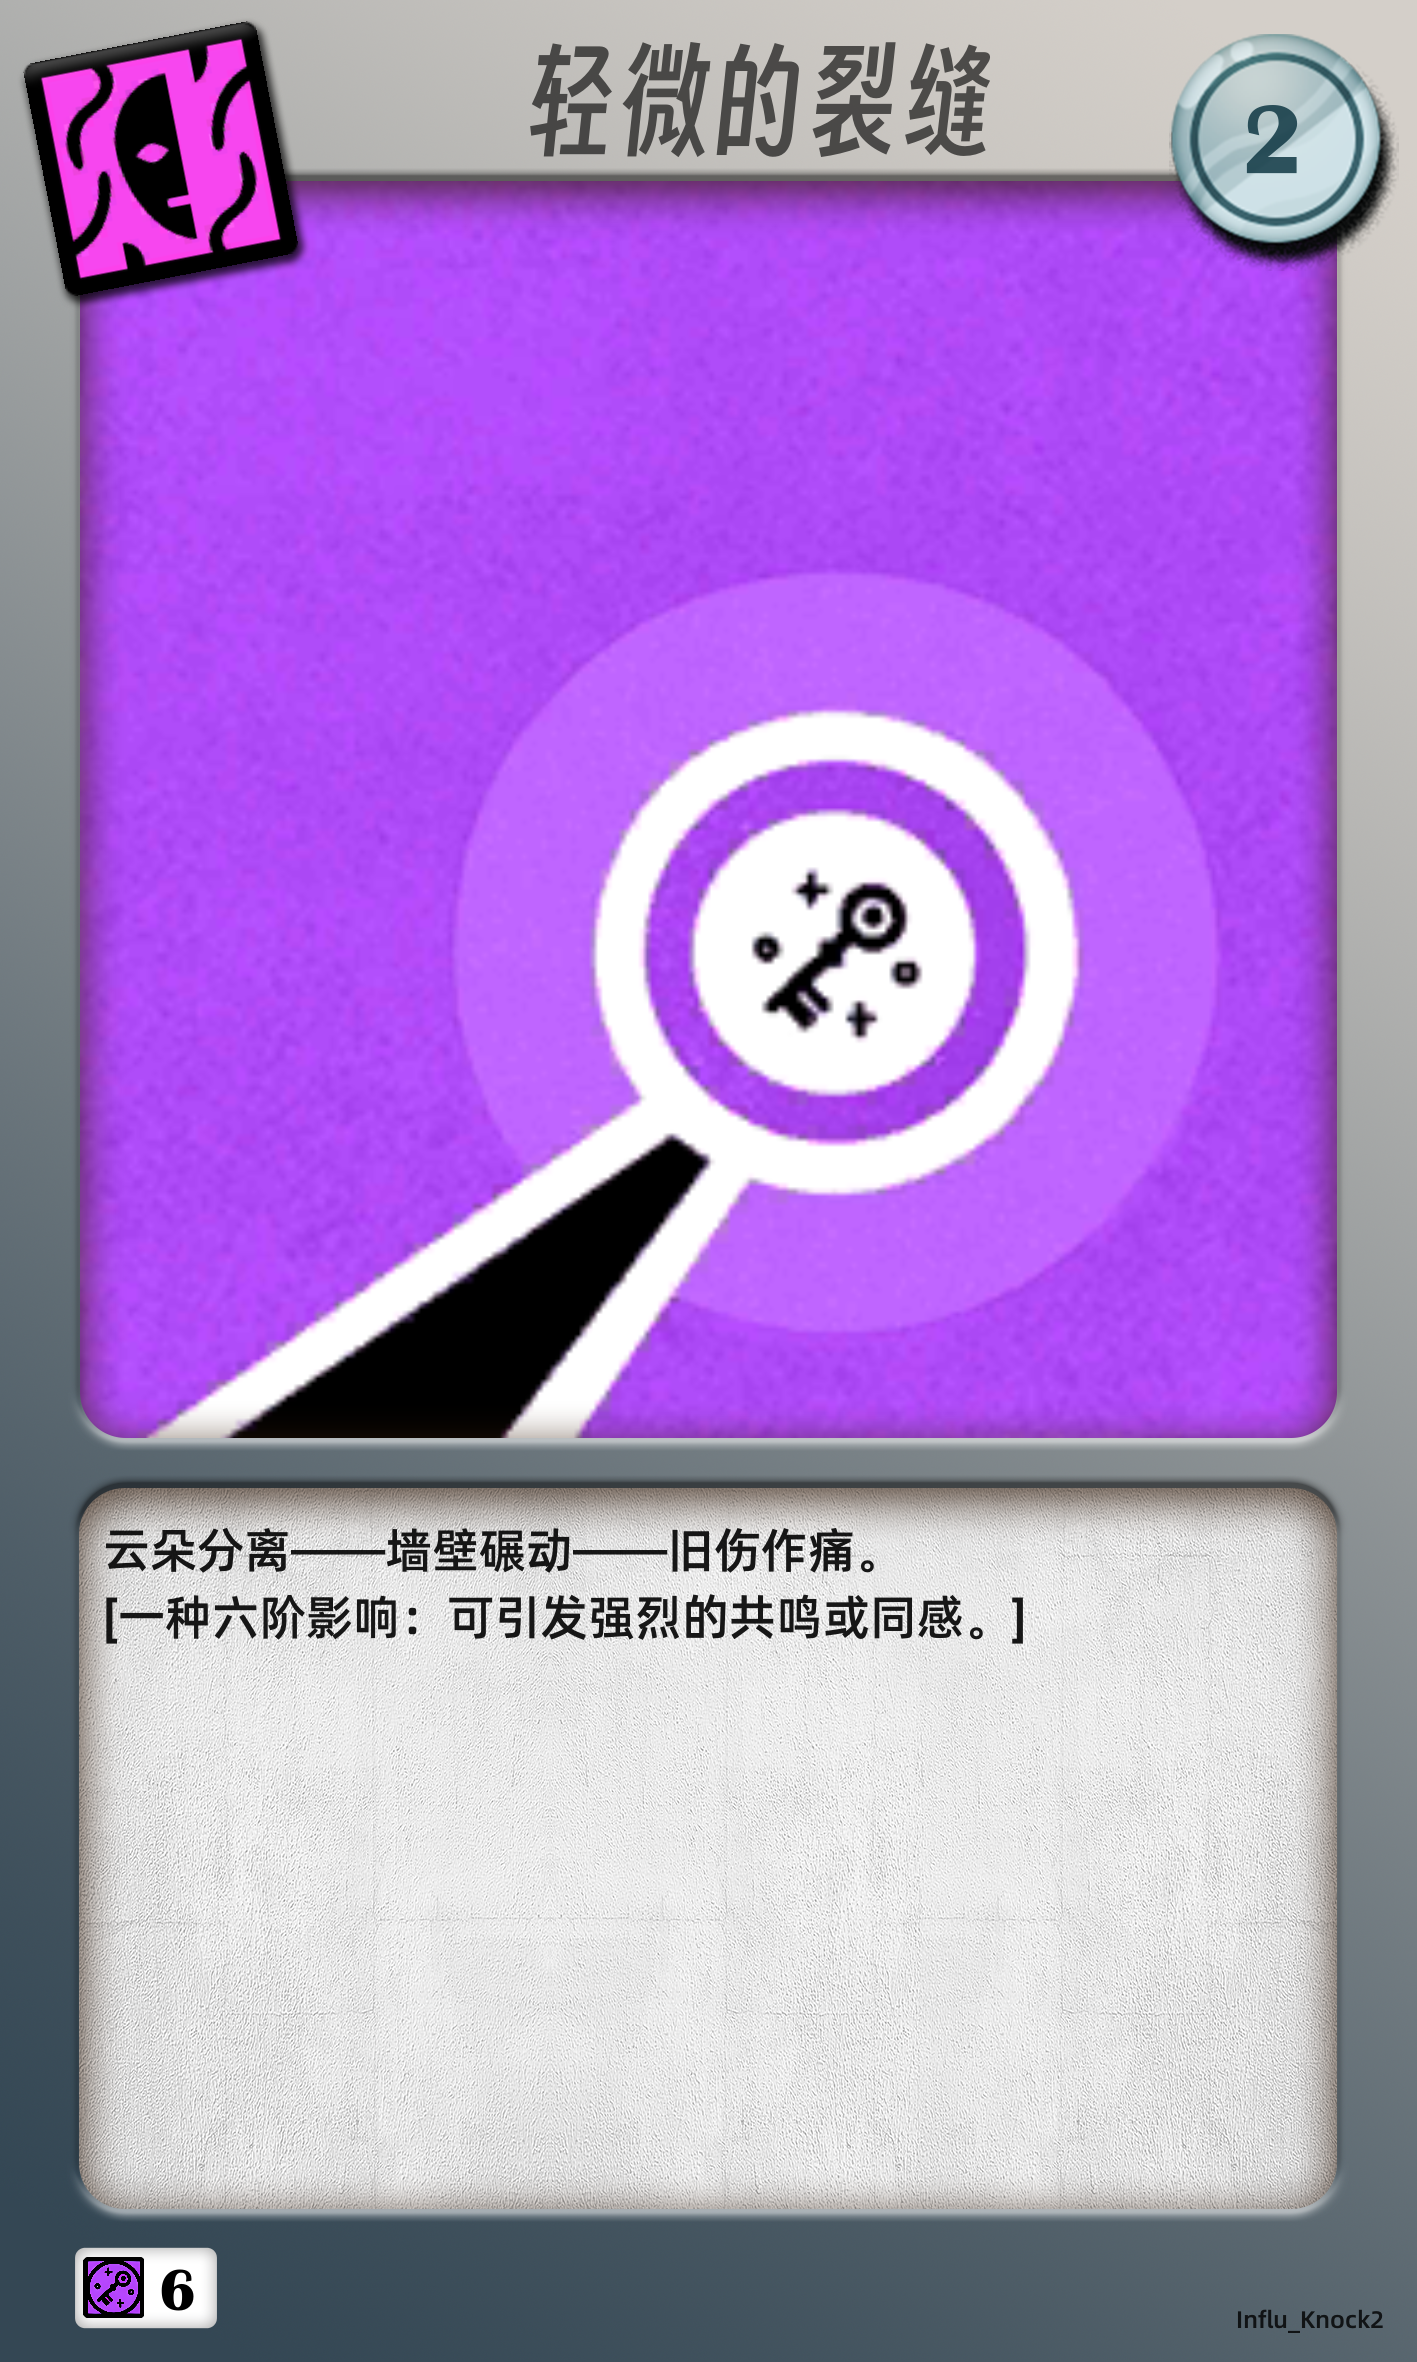 轻微的裂缝
2
云朵分离——墙壁碾动——旧伤作痛。
[一种六阶影响：可引发强烈的共鸣或同感。]
6
Influ_Knock2